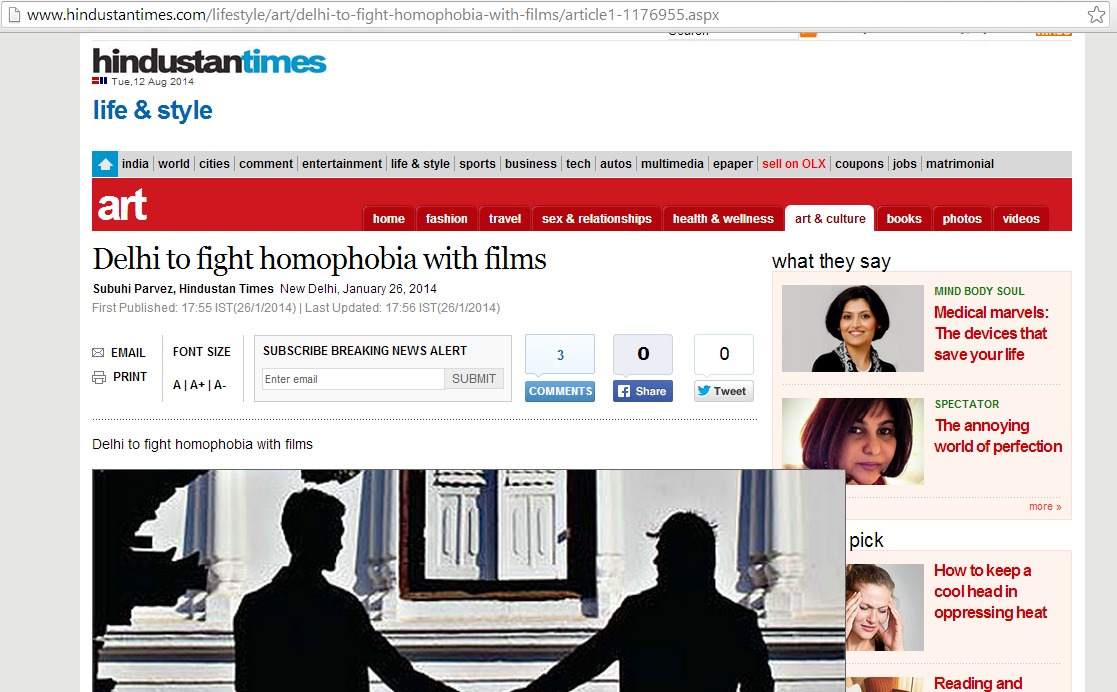 www.hindustantimes.com/lifestyle/art/delhi-to-fight-homophobia-with-films/article1-1176955.aspx
hindustantimes
Tue,12 Aug 2014
life & style
india world cities comment entertainment life & style sports business tech autos multimedia epaper sell on OLX coupons jobs matrimonial
art
home fashion travel sex & relationships health & wellness art & culture books photos videos
Delhi to fight homophobia with films
Subuhi Parvez, Hindustan Times New Delhi, January 26, 2014
First Published: 17:55 IST(26/1/2014) | Last Updated: 17:56 IST(26/1/2014)
EMAIL
PRINT
FONT SIZE
A | A+ | A-
SUBSCRIBE BREAKING NEWS ALERT
Enter email SUBMIT
3
COMMENTS
0
Share
0
Tweet
Delhi to fight homophobia with films
what they say
MIND BODY SOUL
Medical marvels:
The devices that
save your life
SPECTATOR
The annoying
world of perfection
more »
pick
How to keep a
cool head in
oppressing heat
Reading and